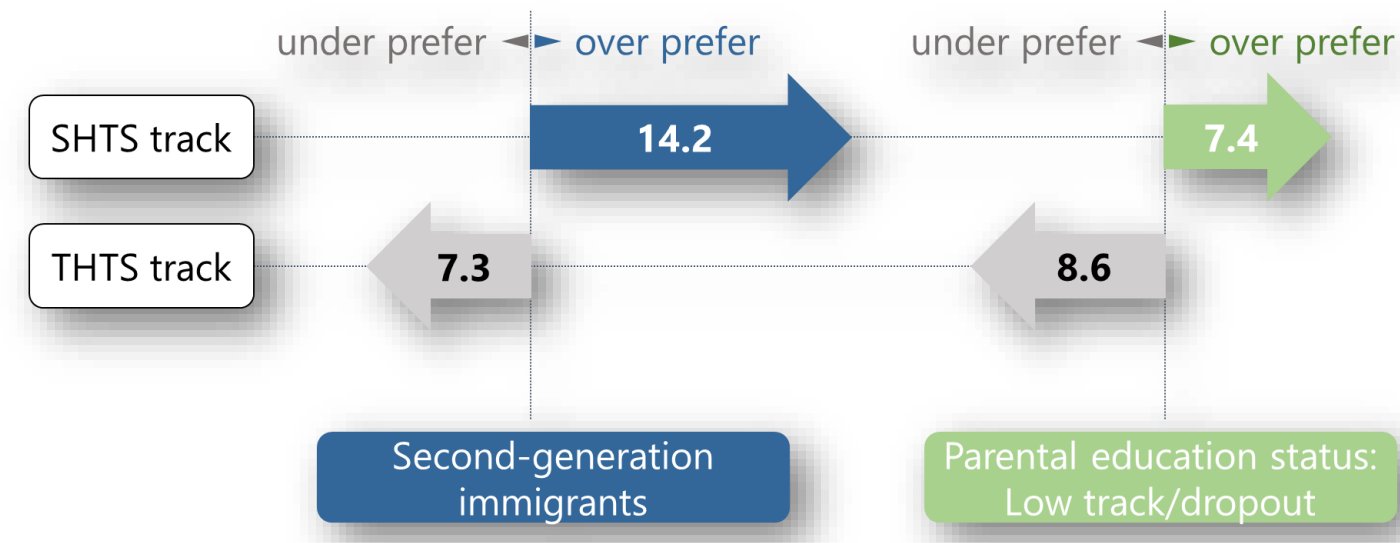 under prefer over prefer under prefer over prefer
SHTS track 14.2 7.4
THTS track 7.3 8.6
Second-generation
immigrants
Parental education status:
Low track/dropout